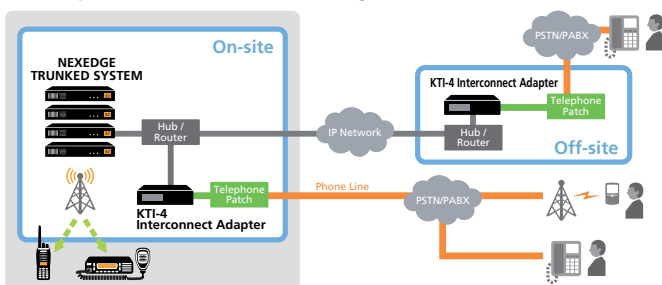 On-site
NEXEDGE
TRUNKED SYSTEM
Hub /
Router
KTI-4
Interconnect Adapter
Telephone
Patch
Phone Line
IP Network
PSTN/PABX
KTI-4 Interconnect Adapter
Telephone
Patch
Hub /
Router
Off-site
PSTN/PABX